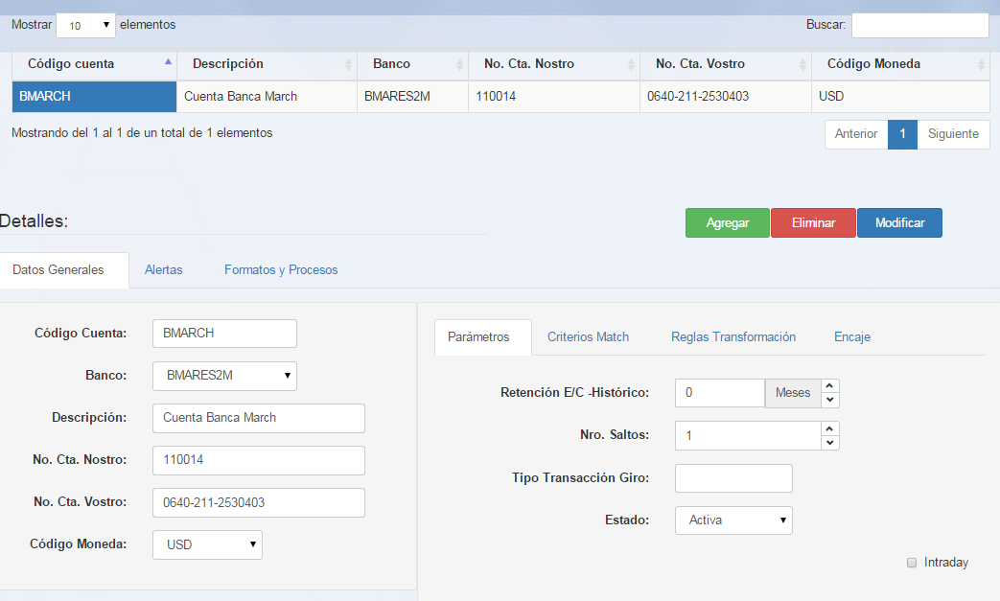 Mostrar 10 elementos Buscar:
Código cuenta Descripción Banco No. Cta. Nostro No. Cta. Vostro Código Moneda
BMARCH Cuenta Banca March BMARES2M 110014 0640-211-2530403 USD
Mostrando del 1 al 1 de un total de 1 elementos Anterior 1 Siguiente
Detalles: Agregar Eliminar Modificar
Datos Generales Alertas Formatos y Procesos
Código Cuenta: BMARCH
Banco: BMARES2M
Descripción: Cuenta Banca March
No. Cta. Nostro: 110014
No. Cta. Vostro: 0640-211-2530403
Código Moneda: USD
Parámetros Criterios Match Reglas Transformación Encaje
Retención E/C -Histórico: 0 Meses
Nro. Saltos: 1
Tipo Transacción Giro:
Estado: Activa
Intraday